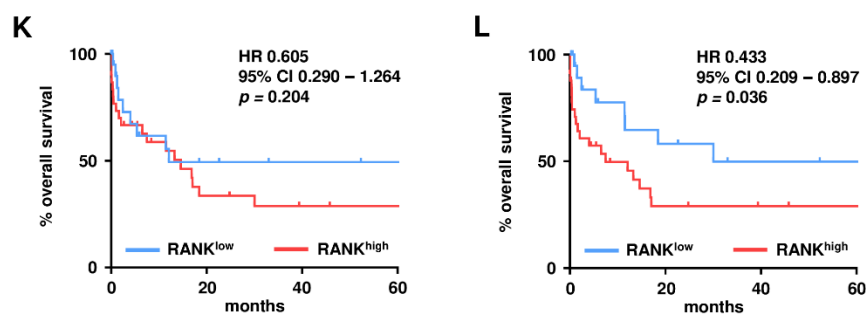 K
HR 0.605
95% CI 0.290 – 1.264
p = 0.204
% overall survival
100
50
0
RANKlow
RANKhigh
0 20 40 60
months
L
HR 0.433
95% CI 0.209 – 0.897
p = 0.036
% overall survival
100
50
0
RANKlow
RANKhigh
0 20 40 60
months